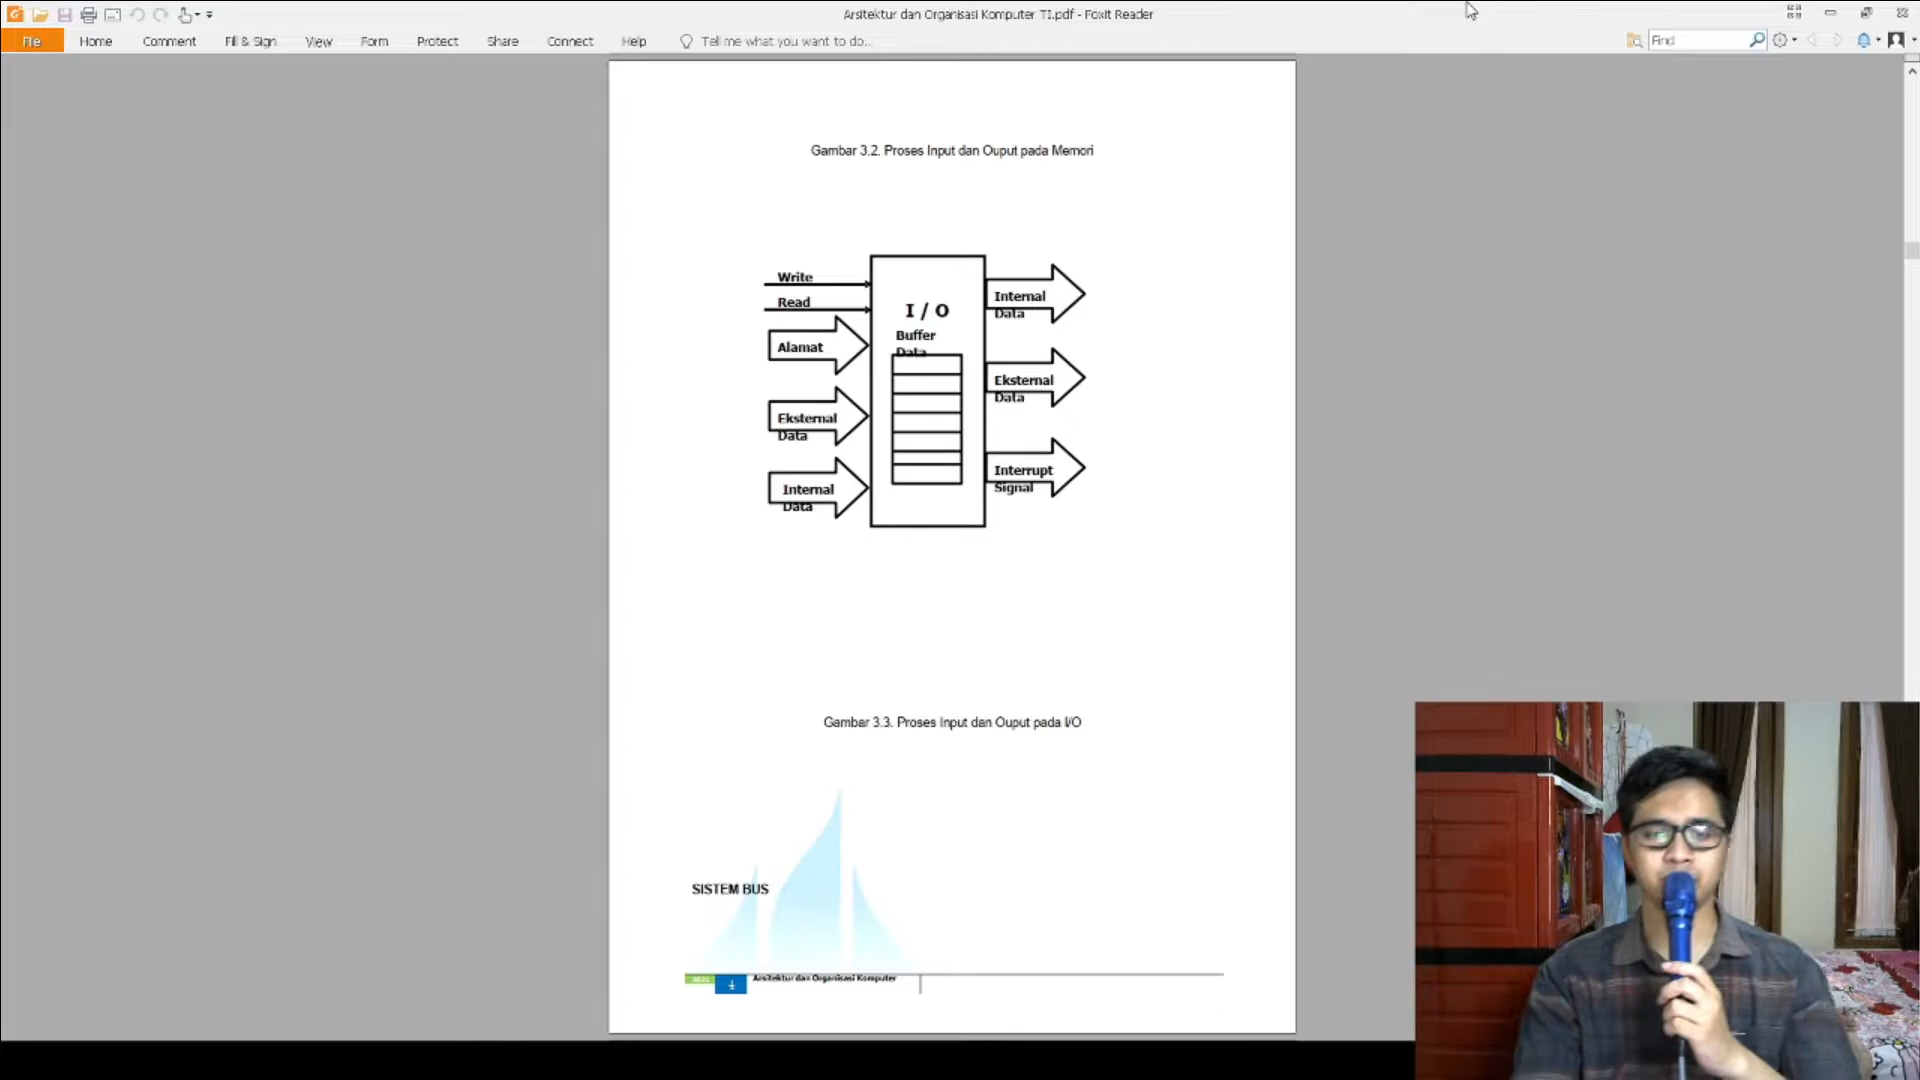 Arsitektur dan Organisasi Komputer TI.pdf - Foxit Reader
File Home Comment Fill & Sign View Form Protect Share Connect Help Tell me what you want to do.. Find
Gambar 3.2. Proses Input dan Ouput pada Memori
Write
Read
Alamat
Eksternal
Data
Internal
Data
I / O
Buffer
Data
Internal
Data
Eksternal
Data
Interrupt
Signal
Gambar 3.3. Proses Input dan Ouput pada I/O
SISTEM BUS
Arsitektur dan Organisasi Komputer